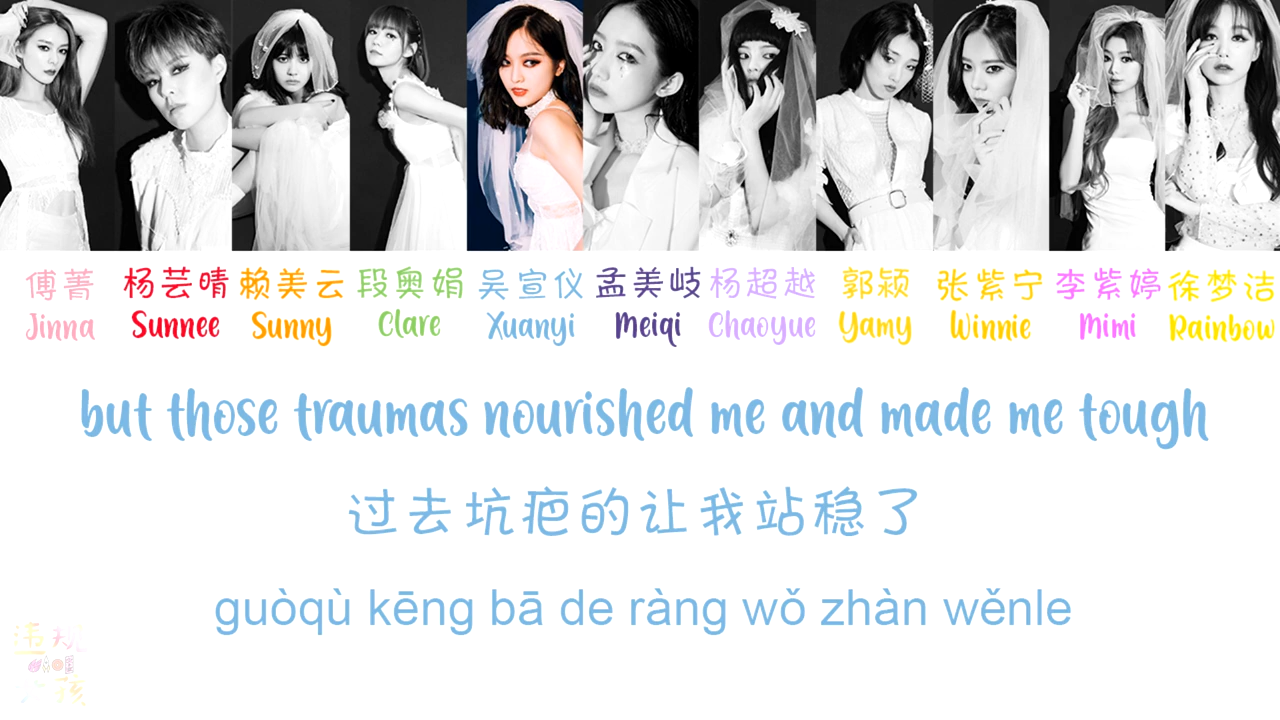 傅菁 杨芸晴 赖美云 段奥娟 吴宣仪 孟美岐 杨超越 郭颖 张紫宁 李紫婷 徐梦洁
Jinna Sunnee Sunny Clare Xuanyi Meiqi Chaoyue Yamy Winnie Mimi Rainbow
but those traumas nourished me and made me tough
过去坑疤的让我站稳了
guòqù kēng bā de ràng wǒ zhàn wěnle
违规
孩